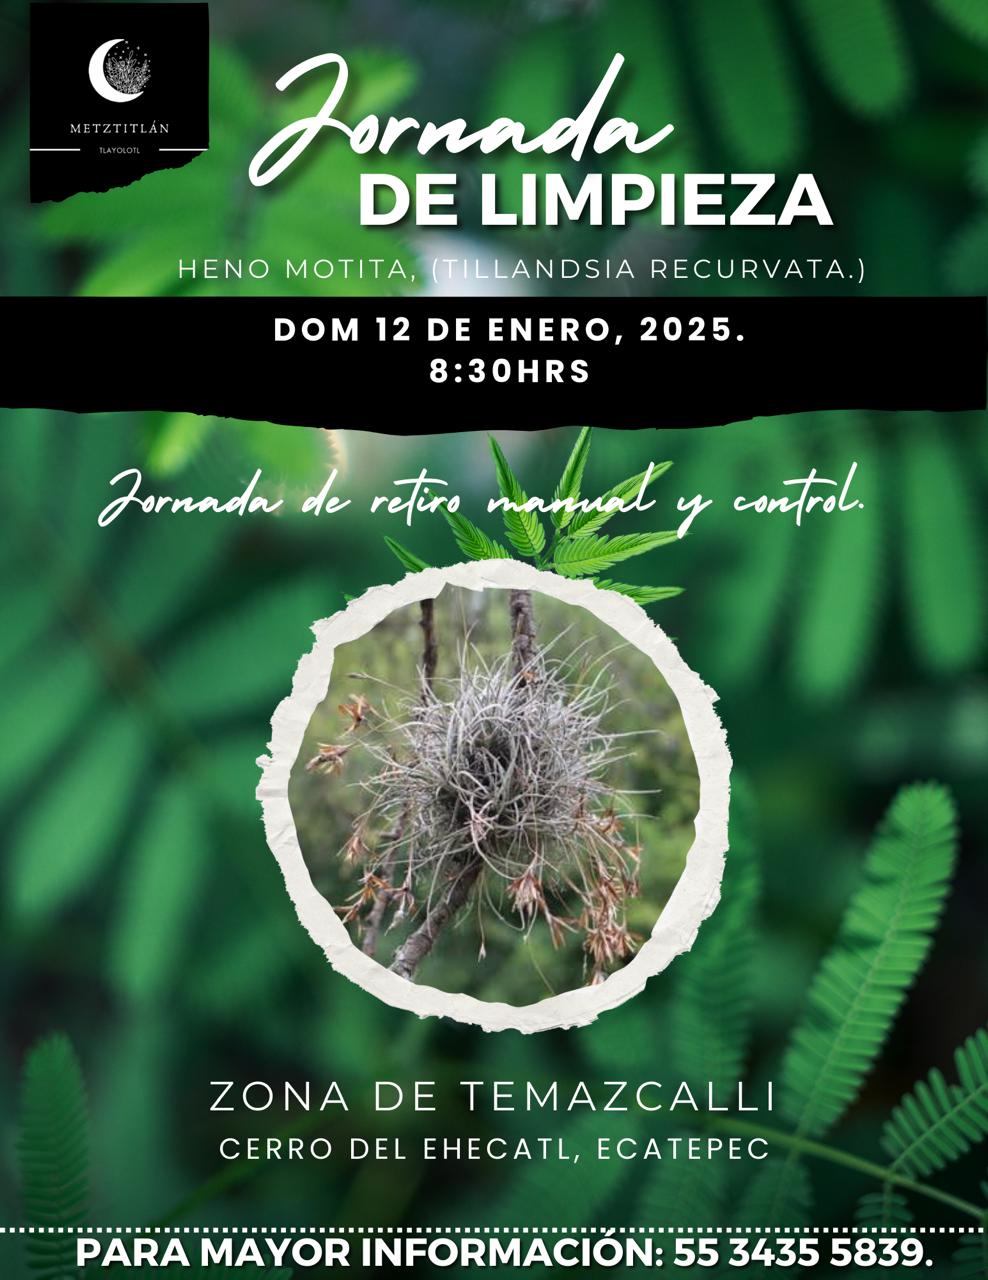 METZTITLÁN
TLAYOLOTL
Jornada
DE LIMPIEZA
HENO MOTITA, (TILLANDSIA RECURVATA.)
DOM 12 DE ENERO, 2025.
8:30HRS
Jornada de retiro manual y control.
ZONA DE TEMAZCALLI
CERRO DEL EHECATL, ECATEPEC
PARA MAYOR INFORMACIÓN: 55 3435 5839.